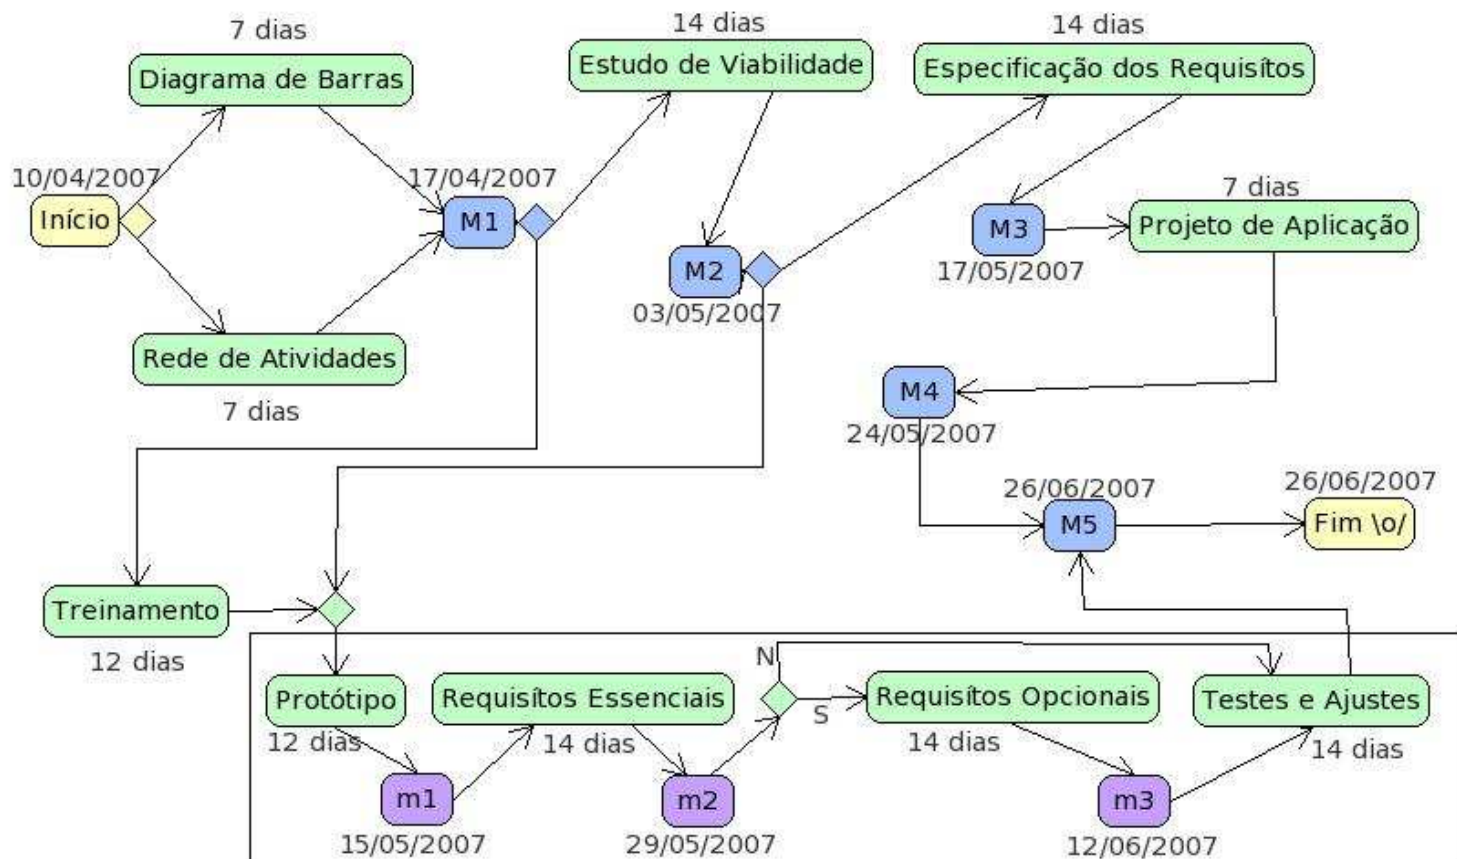 7 dias
14 dias
14 dias
Diagrama de Barras
Estudo de Viabilidade
Especificação dos Requisítos
10/04/2007
17/04/2007
7 dias
Início
M1
M3
Projeto de Aplicação
17/05/2007
M2
03/05/2007
Rede de Atividades
7 dias
M4
24/05/2007
26/06/2007
26/06/2007
M5
Fim \o/
Treinamento
12 dias
N
Protótipo
Requisítos Essenciais
Requisítos Opcionais
Testes e Ajustes
S
12 dias
14 dias
14 dias
14 dias
m1
m2
m3
15/05/2007
29/05/2007
12/06/2007